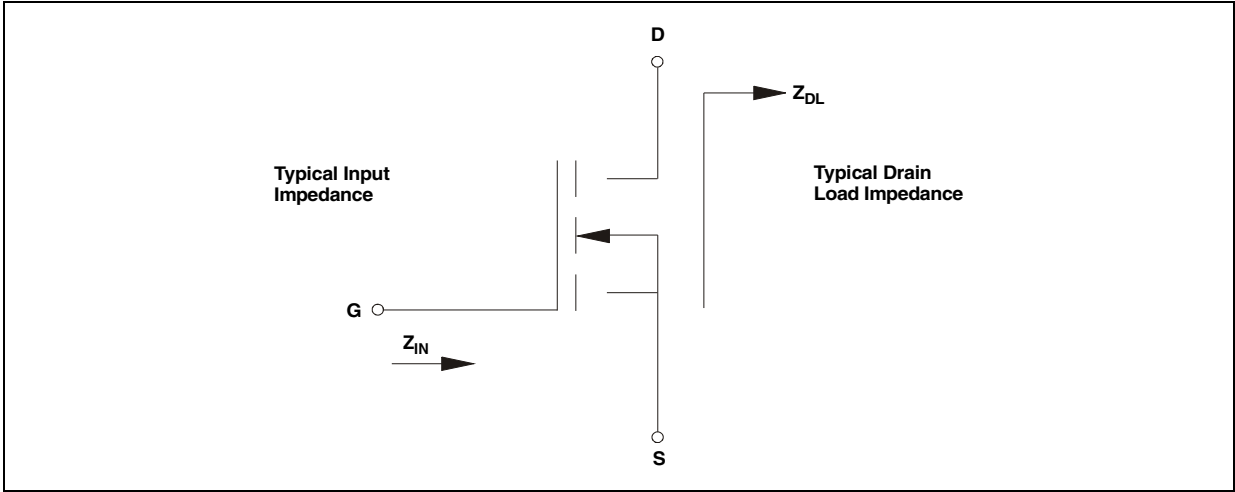 D
Z_DL
Typical Input
Impedance
Typical Drain
Load Impedance
G
Z_IN
S